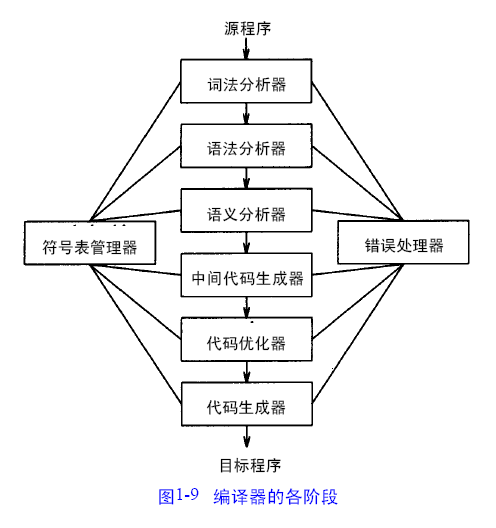 源程序
词法分析器
语法分析器
语义分析器
符号表管理器
错误处理器
中间代码生成器
代码优化器
代码生成器
目标程序
图1-9 编译器的各阶段